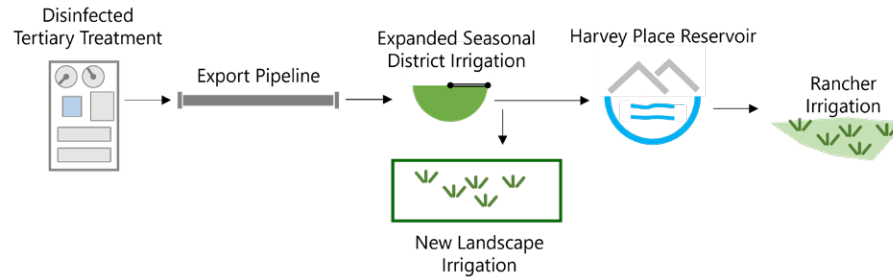 Disinfected
Tertiary Treatment
Export Pipeline
Expanded Seasonal
District Irrigation
Harvey Place Reservoir
Rancher
Irrigation
New Landscape
Irrigation